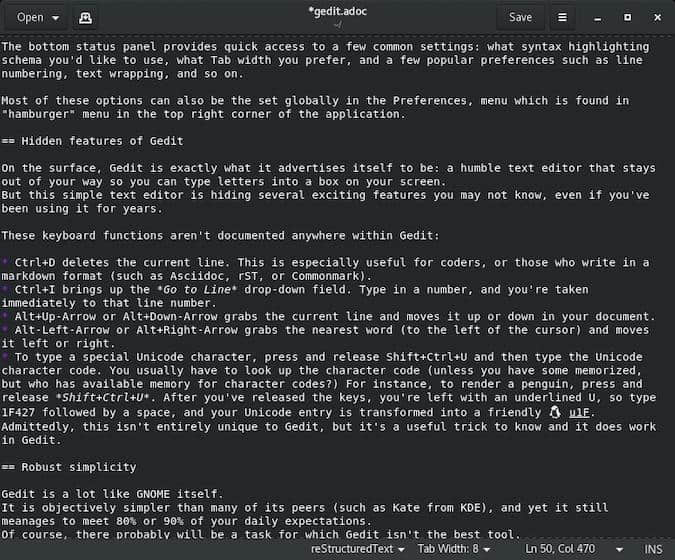 Open
*gedit.adoc
~/
Save
The bottom status panel provides quick access to a few common settings: what syntax highlighting
schema you'd like to use, what Tab width you prefer, and a few popular preferences such as line
numbering, text wrapping, and so on.
Most of these options can also be the set globally in the Preferences, menu which is found in
"hamburger" menu in the top right corner of the application.
== Hidden features of Gedit
On the surface, Gedit is exactly what it advertises itself to be: a humble text editor that stays
out of your way so you can type letters into a box on your screen.
But this simple text editor is hiding several exciting features you may not know, even if you've
been using it for years.
These keyboard functions aren't documented anywhere within Gedit:
* Ctrl+D deletes the current line. This is especially useful for coders, or those who write in a
markdown format (such as Asciidoc, rST, or Commonmark).
* Ctrl+I brings up the *Go to Line* drop-down field. Type in a number, and you're taken
immediately to that line number.
* Alt+Up-Arrow or Alt+Down-Arrow grabs the current line and moves it up or down in your document.
* Alt-Left-Arrow or Alt+Right-Arrow grabs the nearest word (to the left of the cursor) and moves
it left or right.
* To type a special Unicode character, press and release Shift+Ctrl+U and then type the Unicode
character code. You usually have to look up the character code (unless you have some memorized,
but who has available memory for character codes?) For instance, to render a penguin, press and
release *Shift+Ctrl+U*. After you've released the keys, you're left with an underlined U, so type
1F427 followed by a space, and your Unicode entry is transformed into a friendly 🐧 u1F.
Admittedly, this isn't entirely unique to Gedit, but it's a useful trick to know and it does work
in Gedit.
== Robust simplicity
Gedit is a lot like GNOME itself.
It is objectively simpler than many of its peers (such as Kate from KDE), and yet it still
meanages to meet 80% or 90% of your daily expectations.
Of course, there probably will be a task for which Gedit isn't the best tool.
reStructuredText
Tab Width: 8
Ln 50, Col 470
INS